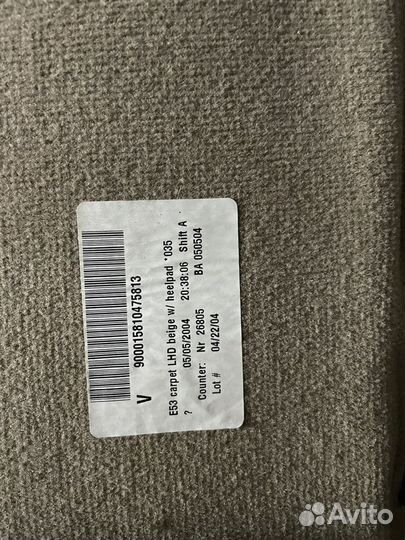 V 900015810475813
E53 carpet LHD beige w/ heelpad *035
? 05/05/2004 20:38:06 Shift A
Counter: Nr 26805 BA 050504
Lot # 04/22/04
Avito